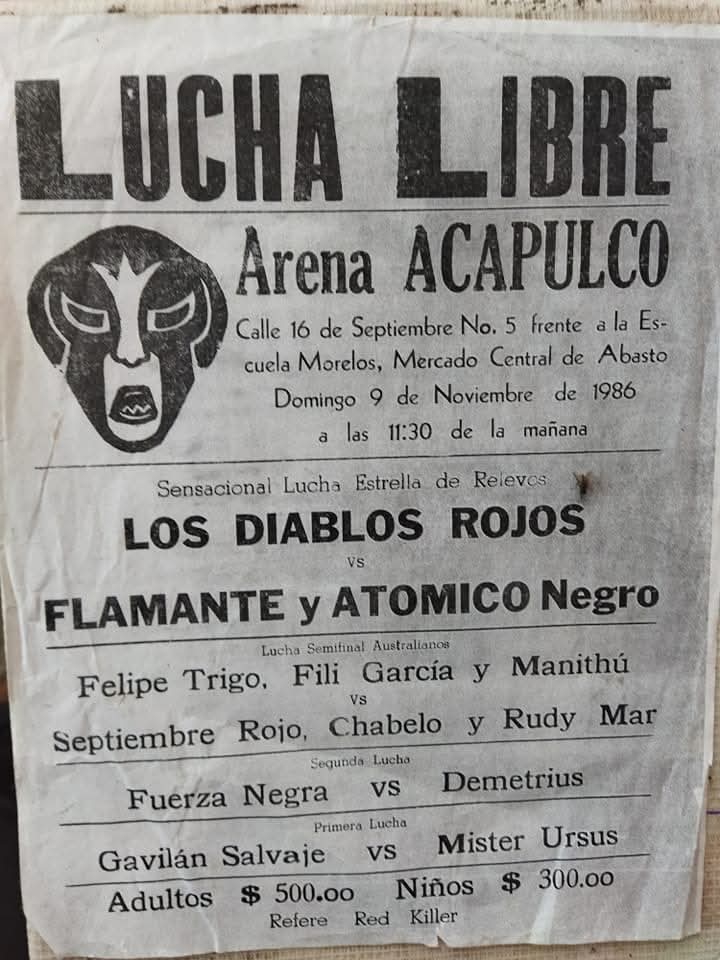 LUCHA LIBRE
Arena ACAPULCO
Calle 16 de Septiembre No. 5 frente a la Es-
cuela Morelos, Mercado Central de Abasto
Domingo 9 de Noviembre de 1986
a las 11:30 de la mañana
Sensacional Lucha Estrella de Relevos
LOS DIABLOS ROJOS
vs
FLAMANTE y ATOMICO Negro
Lucha Semifinal Australianos
Felipe Trigo, Fili García y Manithú
vs
Septiembre Rojo, Chabelo y Rudy Mar
Segunda Lucha
Fuerza Negra vs Demetrius
Primera Lucha
Gavilán Salvaje vs Mister Ursus
Adultos $ 500.oo Niños $ 300.oo
Refere Red Killer